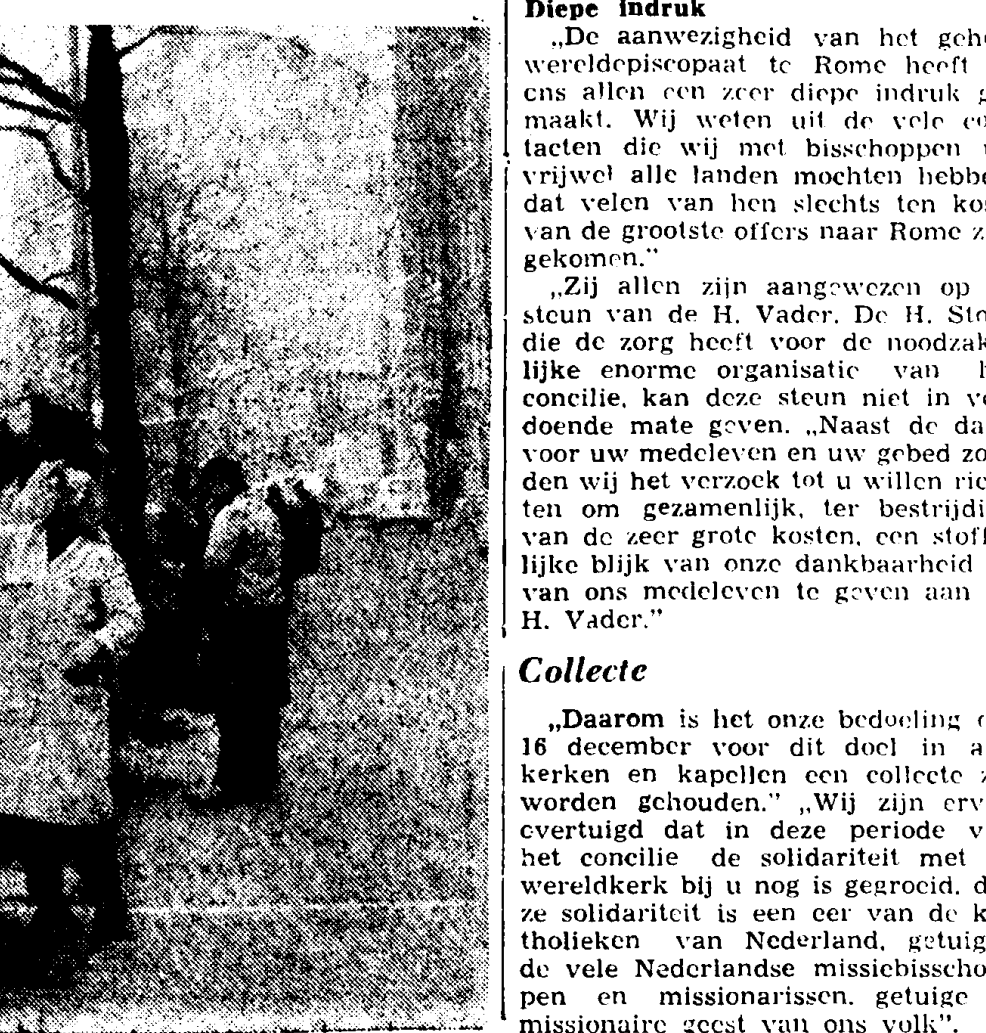 Diepe indruk
„De aanwezigheid van het gehe
wereldepiscopaat te Rome heeft
ons allen een zeer diepe indruk g
maakt. Wij weten uit de vele co
tacten die wij met bisschoppen u
vrijwel alle landen mochten hebbe
dat velen van hen slechts ten kos
van de grootste offers naar Rome z
gekomen.”
„Zij allen zijn aangewezen op
steun van de H. Vader. De H. Sto
die de zorg heeft voor de noodzak
lijke enorme organisatie van h
concilie, kan deze steun niet in vo
doende mate geven. „Naast de da
voor uw medeleven en uw gebed zo
den wij het verzoek tot u willen ric
ten om gezamenlijk, ter bestrijdi
van de zeer grote kosten, een stoff
lijke blijk van onze dankbaarheid
van ons medeleven te geven aan
H. Vader.”
Collecte
„Daarom is het onze bedoeling o
16 december voor dit doel in a
kerken en kapellen een collecte z
worden gehouden.” „Wij zijn erv
overtuigd dat in deze periode v
het concilie de solidariteit met
wereldkerk bij u nog is gegroeid. d
ze solidariteit is een eer van de k
tholieken van Nederland, getuig
de vele Nederlandse missiebisscho
pen en missionarissen. getuige
missionaire geest van ons volk”.